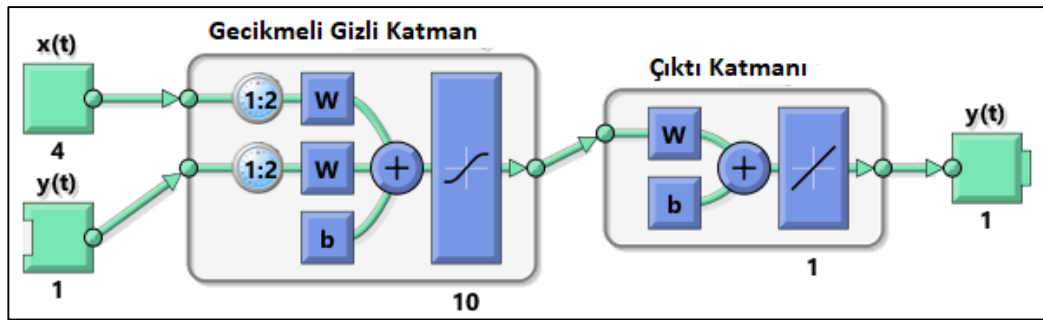 Gecikmeli Gizli Katman
x(t)
1:2
W
4
y(t)
1:2
W
b
1
10
Çıktı Katmanı
W
b
1
y(t)
1